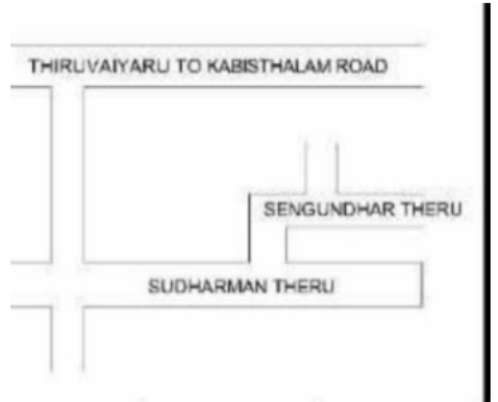 THIRUVAIYARU TO KABISTHALAM ROAD
SENGUNDHAR THERU
SUDHARMAN THERU